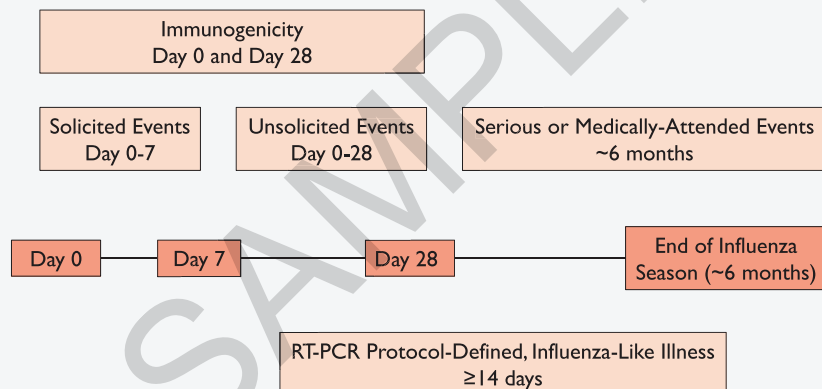 Immunogenicity
Day 0 and Day 28
Solicited Events
Day 0-7
Unsolicited Events
Day 0-28
Serious or Medically-Attended Events
~6 months
Day 0
Day 7
Day 28
End of Influenza
Season (~6 months)
RT-PCR Protocol-Defined, Influenza-Like Illness
≥14 days
SAMPL